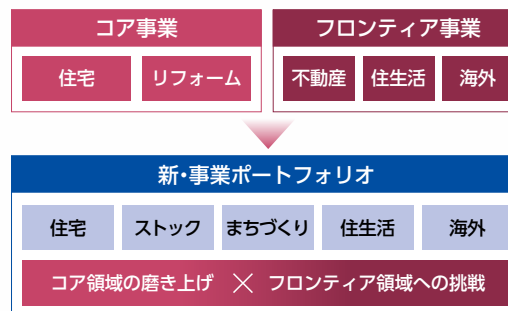 コア事業
フロンティア事業
住宅 リフォーム 不動産 住生活 海外
新・事業ポートフォリオ
住宅 ストック まちづくり 住生活 海外
コア領域の磨き上げ × フロンティア領域への挑戦